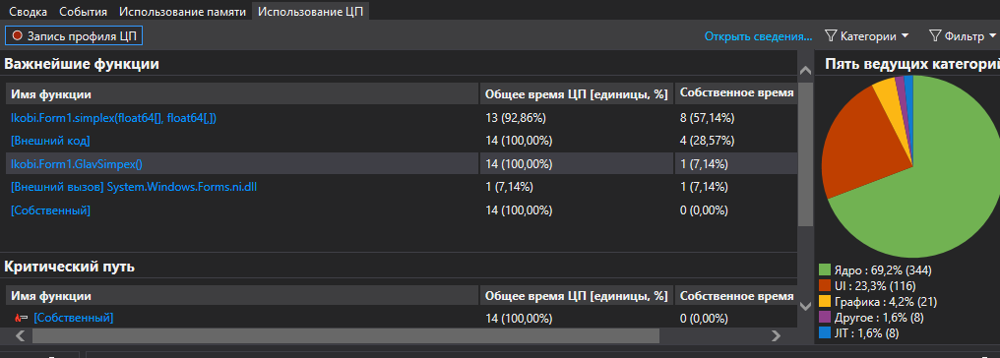 Сводка События Использование памяти Использование ЦП
Запись профиля ЦП Открыть сведения... Категории Фильтр
Важнейшие функции
Имя функции Общее время ЦП [единицы, %] Собственное время
Ikobi.Form1.simplex(float64[], float64[,]) 13 (92,86%) 8 (57,14%)
[Внешний код] 14 (100,00%) 4 (28,57%)
Ikobi.Form1.GlavSimpex() 14 (100,00%) 1 (7,14%)
[Внешний вызов] System.Windows.Forms.ni.dll 1 (7,14%) 1 (7,14%)
[Собственный] 14 (100,00%) 0 (0,00%)
Критический путь
Имя функции Общее время ЦП [единицы, %] Собственное время
[Собственный] 14 (100,00%) 0 (0,00%)
Пять ведущих категорий
Ядро : 69,2% (344)
UI : 23,3% (116)
Графика : 4,2% (21)
Другое : 1,6% (8)
JIT : 1,6% (8)